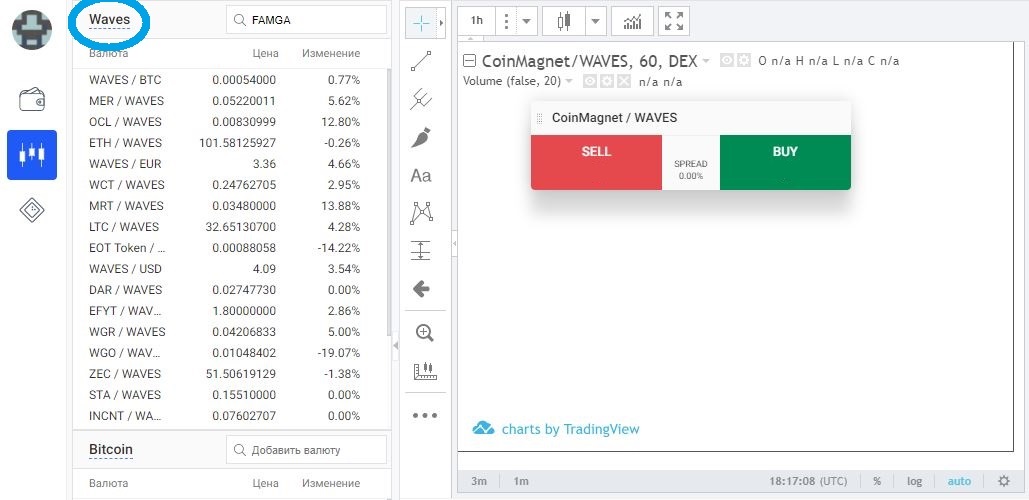 Waves
FAMGA
Валюта Цена Изменение
WAVES / BTC 0.00054000 0.77%
MER / WAVES 0.05220011 5.62%
OCL / WAVES 0.00830999 12.80%
ETH / WAVES 101.58125927 -0.26%
WAVES / EUR 3.36 4.66%
WCT / WAVES 0.24762705 2.95%
MRT / WAVES 0.03480000 13.88%
LTC / WAVES 32.65130700 4.28%
EOT Token / ... 0.00088058 -14.22%
WAVES / USD 4.09 3.54%
DAR / WAVES 0.02747730 0.00%
EFYT / WAV... 1.80000000 2.86%
WGR / WAVES 0.04206833 5.00%
WGO / WAV... 0.01048402 -19.07%
ZEC / WAVES 51.50619129 -1.38%
STA / WAVES 0.15510000 0.00%
INCNT / WA... 0.07602707 0.00%
Bitcoin
Добавить валюту
Валюта Цена Изменение
Aa
1h
CoinMagnet/WAVES, 60, DEX O n/a H n/a L n/a C n/a
Volume (false, 20) n/a n/a
CoinMagnet / WAVES
SELL
SPREAD
0.00%
BUY
charts by TradingView
3m 1m 18:17:08 (UTC) % log auto